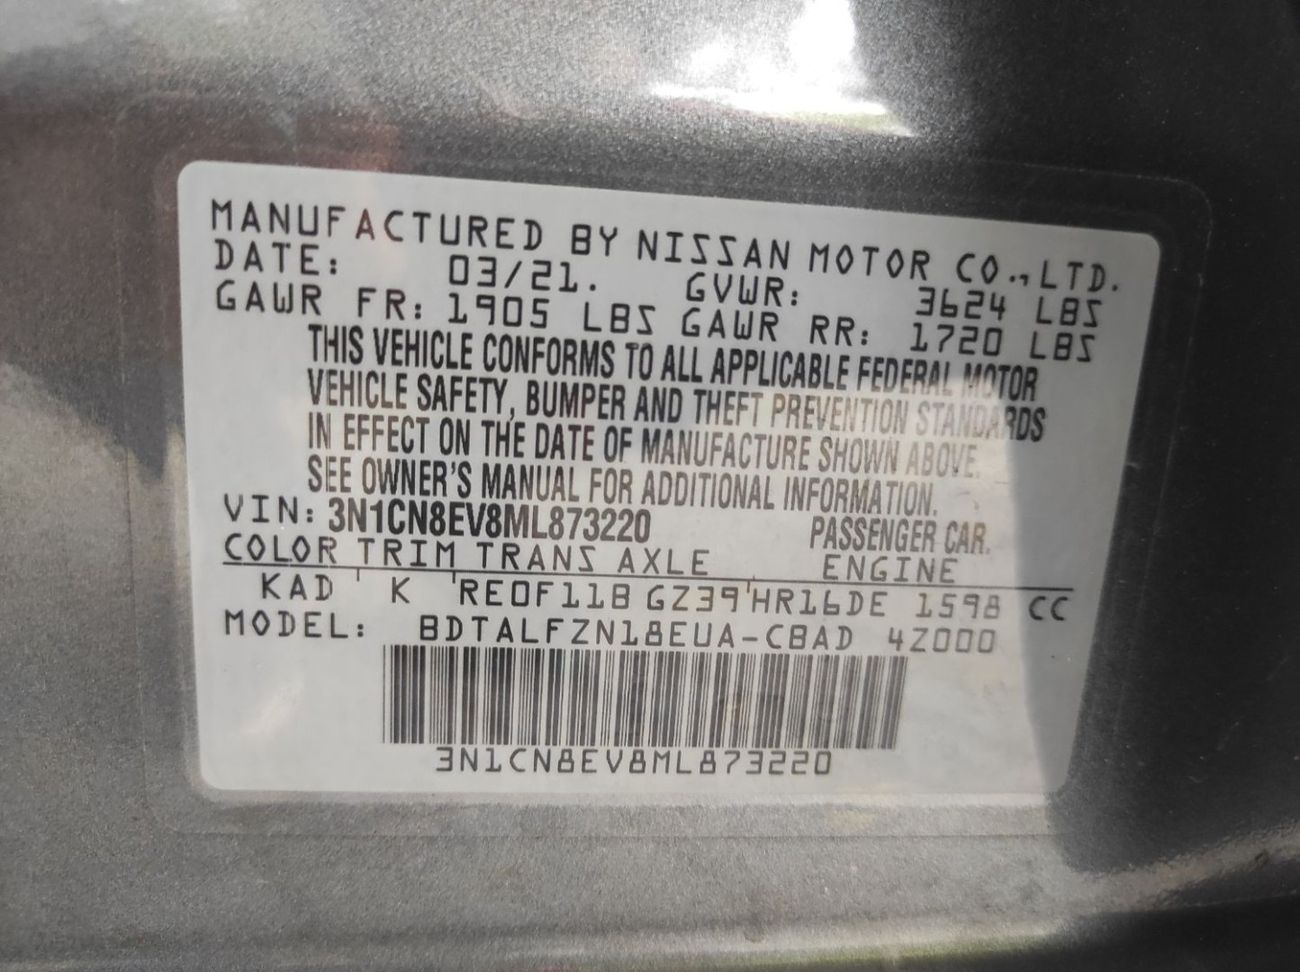 MANUFACTURED BY NISSAN MOTOR CO., LTD.
DATE: 03/21. GVWR: 3624 LBS
GAWR FR: 1905 LBS GAWR RR: 1720 LBS
THIS VEHICLE CONFORMS TO ALL APPLICABLE FEDERAL MOTOR
VEHICLE SAFETY, BUMPER AND THEFT PREVENTION STANDARDS
IN EFFECT ON THE DATE OF MANUFACTURE SHOWN ABOVE.
SEE OWNER'S MANUAL FOR ADDITIONAL INFORMATION.
VIN: 3N1CN8EV8ML873220 PASSENGER CAR.
COLOR TRIM TRANS AXLE ENGINE
KAD K RE0F11B GZ39 HR16DE 1598 CC
MODEL: BDTALFZN18EUA-CBAD 4Z000
3N1CN8EV8ML873220